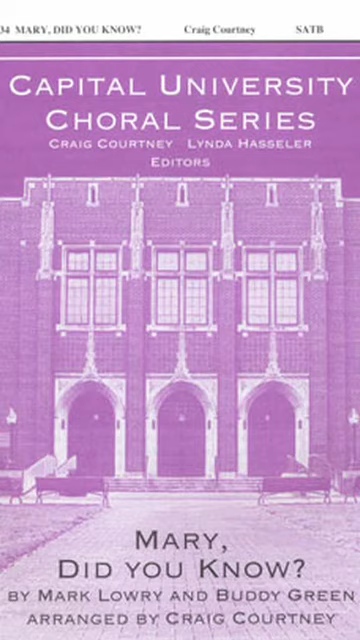 34 MARY, DID YOU KNOW? Craig Courtney SATB
CAPITAL UNIVERSITY
CHORAL SERIES
CRAIG COURTNEY LYNDA HASSELER
EDITORS
MARY,
DID YOU KNOW?
BY MARK LOWRY AND BUDDY GREEN
ARRANGED BY CRAIG COURTNEY